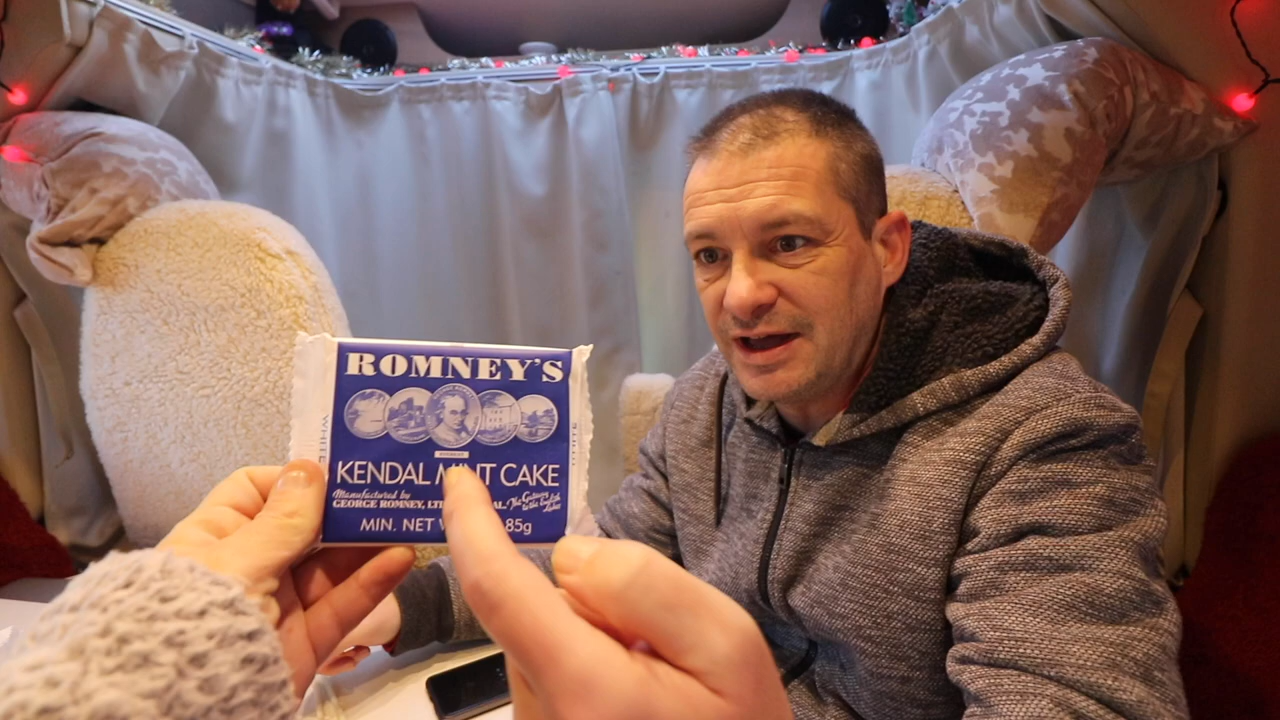 ROMNEY'S
WHITE
KENDAL MINT CAKE
Manufactured by
GEORGE ROMNEY, LTD
The Gateway
to the English
Lakes
MIN. NET W 85g